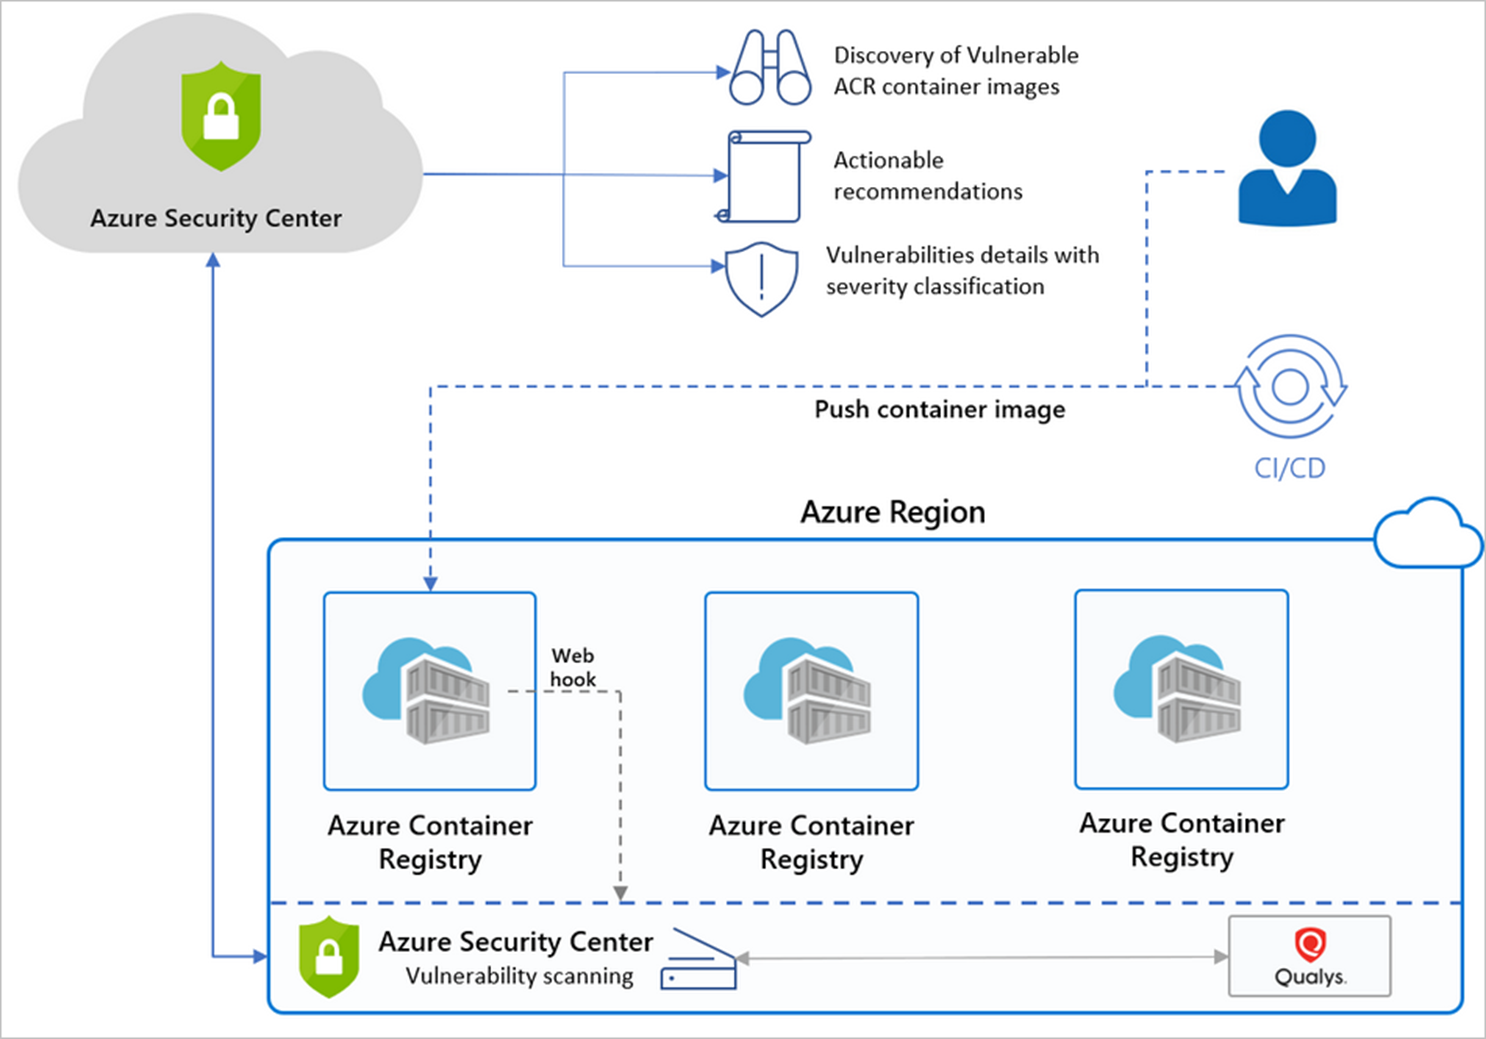 Azure Security Center
Discovery of Vulnerable
ACR container images
Actionable
recommendations
Vulnerabilities details with
severity classification
Push container image
CI/CD
Azure Region
Web
hook
Azure Container
Registry
Azure Container
Registry
Azure Container
Registry
Azure Security Center
Vulnerability scanning
Qualys.